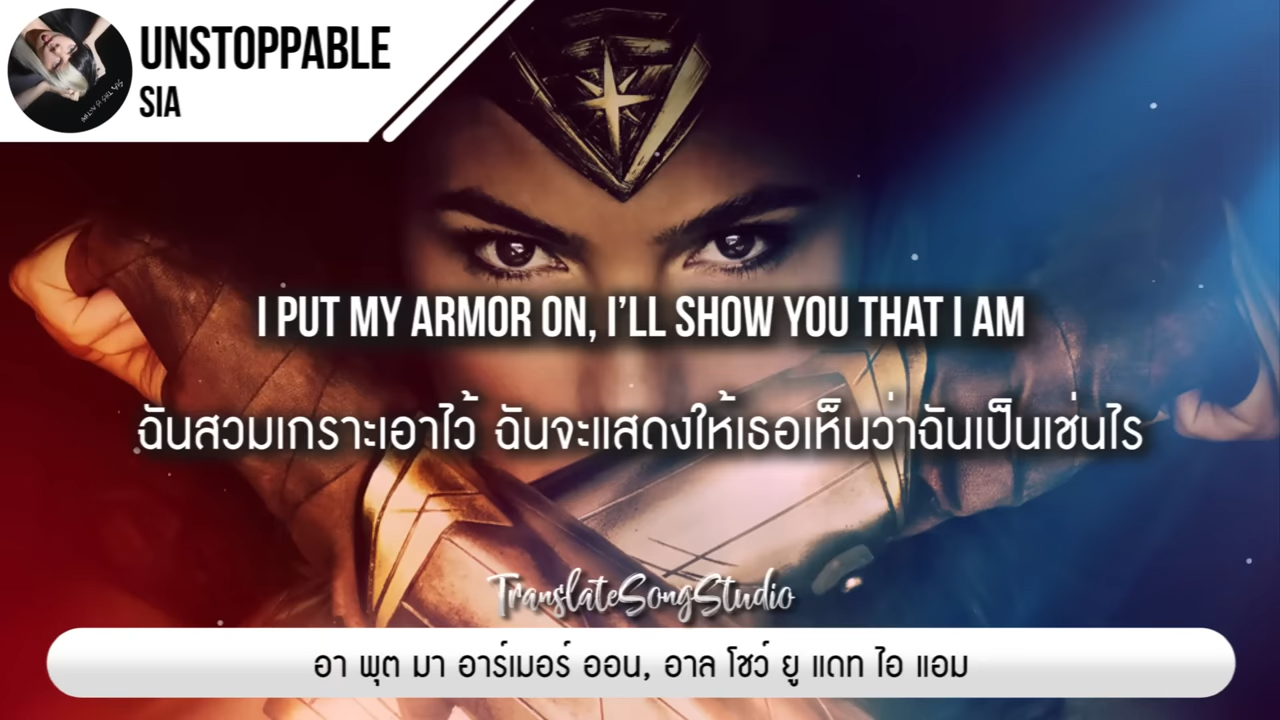 UNSTOPPABLE
SIA
I PUT MY ARMOR ON, I'LL SHOW YOU THAT I AM
ฉันสวมเกราะเอาไว้ ฉันจะแสดงให้เธอเห็นว่าฉันเป็นเช่นไร
TranslateSongStudio
อา พุต มา อาร์เมอร์ ออน, อาล โชว์ ยู แดท ไอ แอม